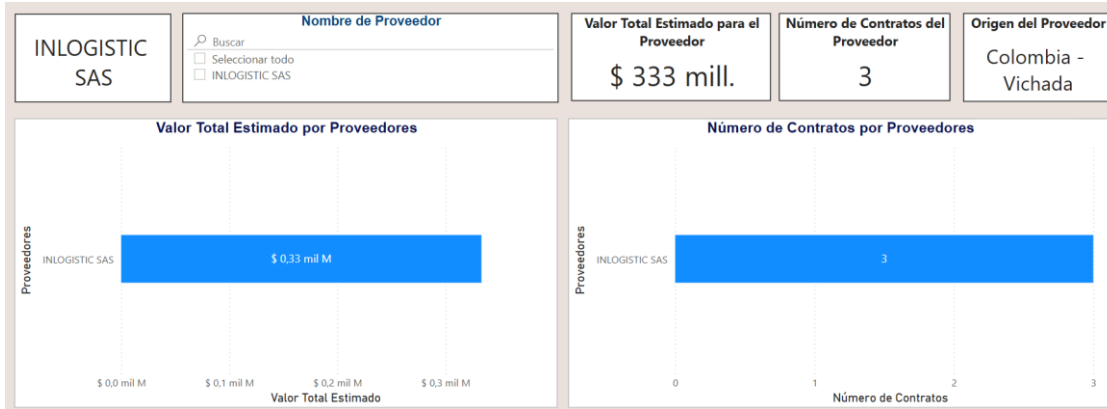 INLOGISTIC
SAS
Nombre de Proveedor
Buscar
Seleccionar todo
INLOGISTIC SAS
Valor Total Estimado para el
Proveedor
$ 333 mill.
Número de Contratos del
Proveedor
3
Origen del Proveedor
Colombia -
Vichada
Valor Total Estimado por Proveedores
Proveedores
INLOGISTIC SAS
$ 0,33 mil M
$ 0,0 mil M
$ 0,1 mil M
$ 0,2 mil M
$ 0,3 mil M
Valor Total Estimado
Número de Contratos por Proveedores
Proveedores
INLOGISTIC SAS
3
0
1
2
3
Número de Contratos